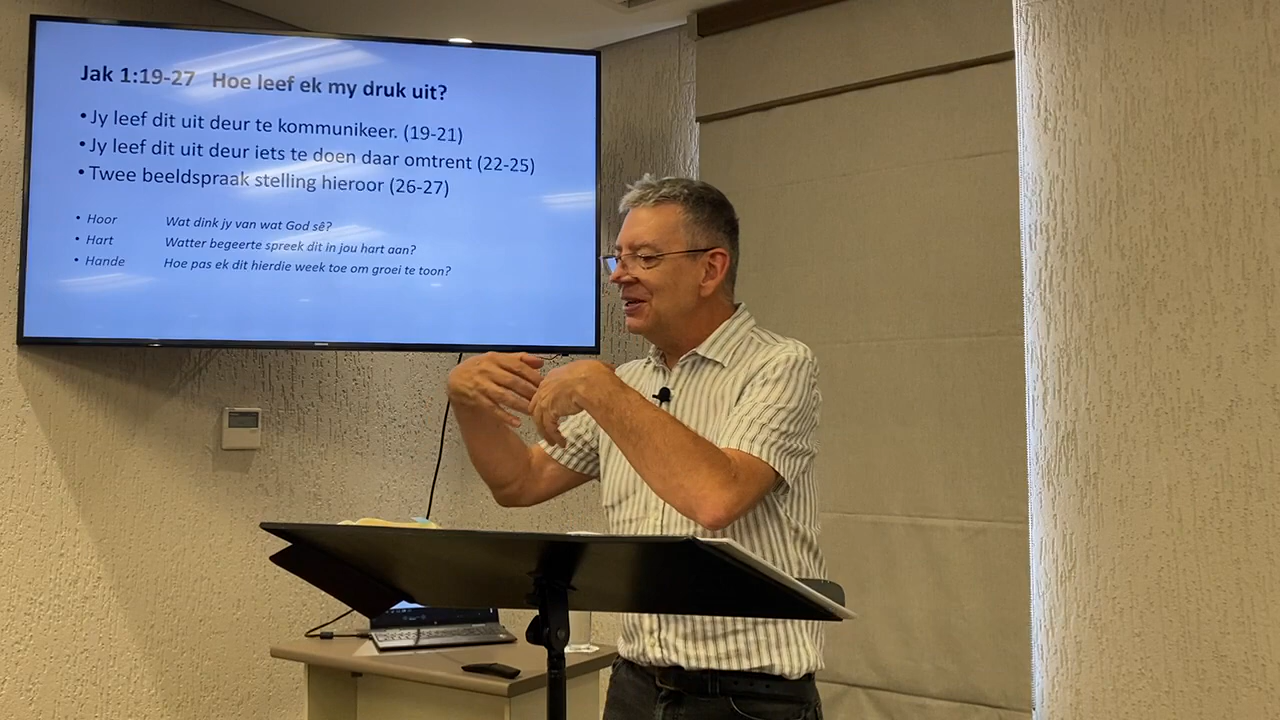 Jak 1:19-27 Hoe leef ek my druk uit?
• Jy leef dit uit deur te kommunikeer. (19-21)
• Jy leef dit uit deur iets te doen daar omtrent (22-25)
• Twee beeldspraak stelling hieroor (26-27)
• Hoor Wat dink jy van wat God sê?
• Hart Watter begeerte spreek dit in jou hart aan?
• Hande Hoe pas ek dit hierdie week toe om groei te toon?